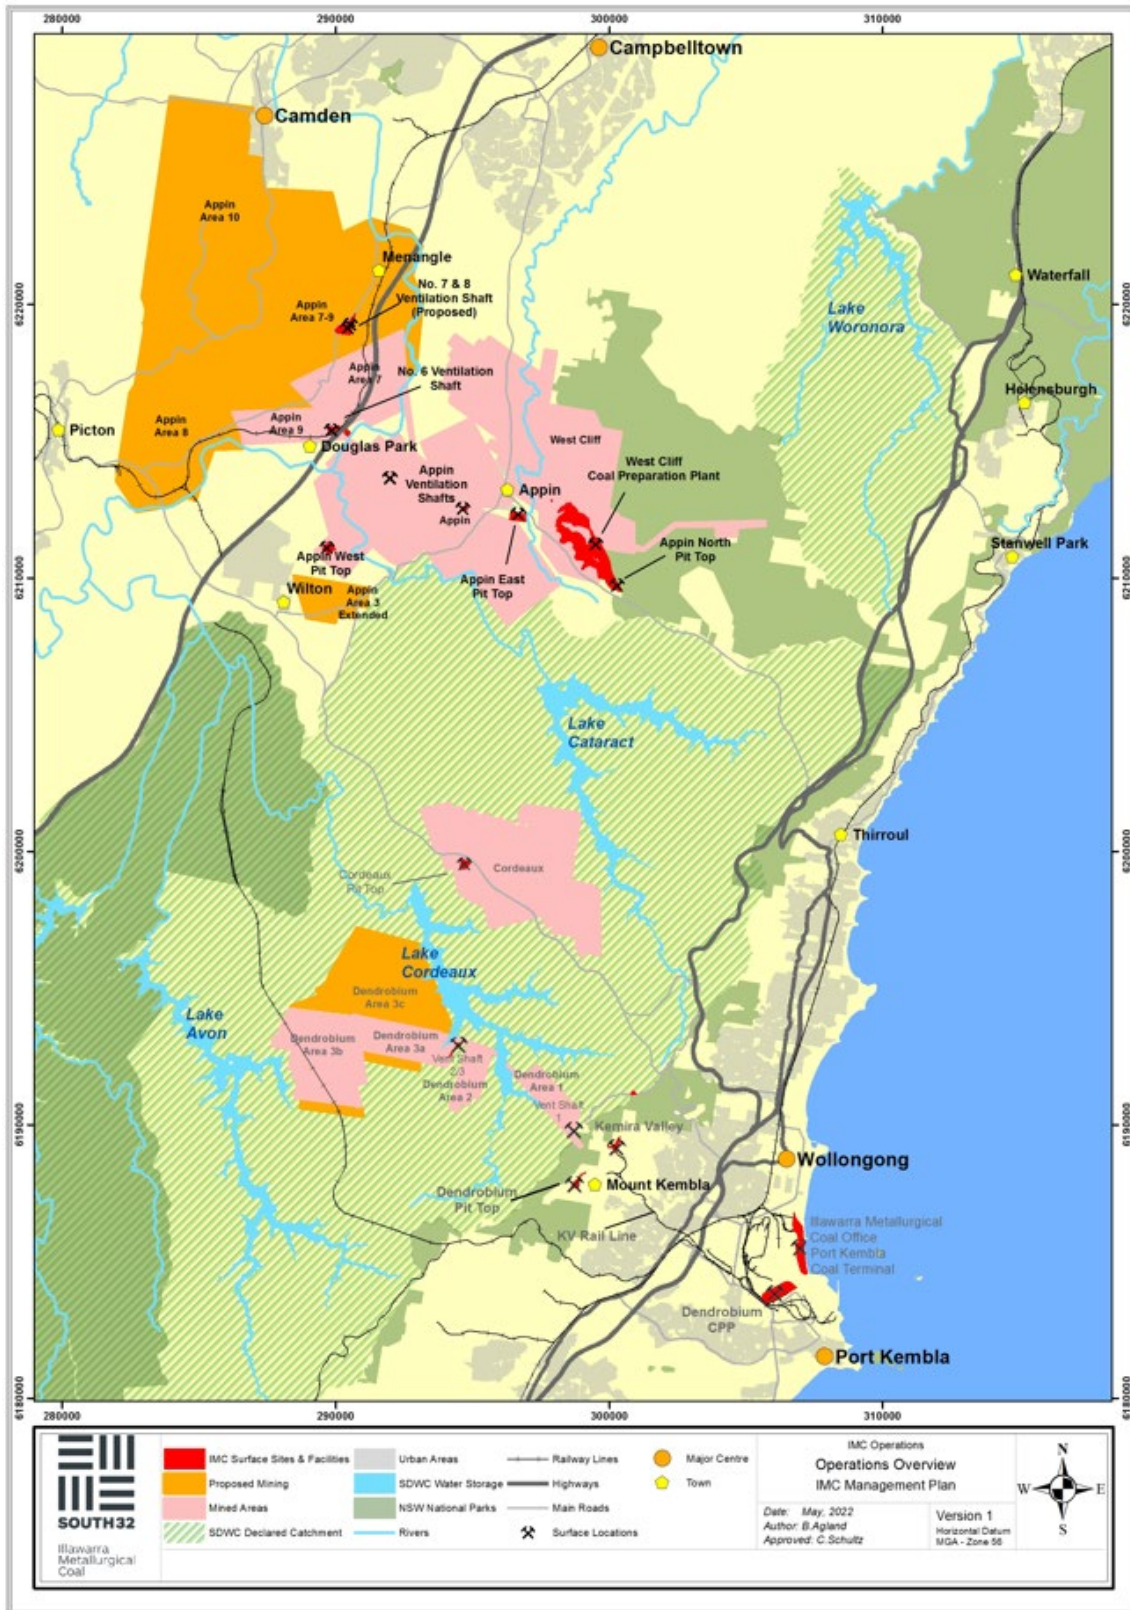 280000
290000
300000
310000
Campbelltown
Camden
Appin
Area 10
Menangle
No. 7 & 8
Ventilation Shaft
(Proposed)
Waterfall
6220000
6220000
Appin
Area 7-9
Lake
Woronora
Appin
Area 7
No. 6 Ventilation
Shaft
Helensburgh
Picton
Appin
Area 8
Appin
Area 9
Douglas Park
West Cliff
West Cliff
Coal Preparation Plant
Appin
Ventilation
Shafts
Appin
Appin
Appin North
Pit Top
Stanwell Park
Appin West
Pit Top
Appin East
Pit Top
6210000
6210000
Wilton
Appin
Area 3
Extended
Lake
Cataract
Thirroul
6200000
6200000
Cordeaux
Pit Top
Cordeaux
Lake
Cordeaux
Dendrobium
Area 3c
Lake
Avon
Dendrobium
Area 3b
Dendrobium
Area 3a
Vent Shaft
2/3
Dendrobium
Area 2
Dendrobium
Area 1
Vent Shaft
1
6190000
6190000
Kemira Valley
Wollongong
Dendrobium
Pit Top
Mount Kembla
KV Rail Line
Illawarra Metallurgical
Coal Office
Port Kembla
Coal Terminal
Dendrobium
CPP
Port Kembla
6180000
6180000
280000
290000
300000
310000
SOUTH32
Illawarra
Metallurgical
Coal
IMC Surface Sites & Facilities
Proposed Mining
Mined Areas
SDWC Declared Catchment
Urban Areas
SDWC Water Storage
NSW National Parks
Rivers
Railway Lines
Highways
Main Roads
Surface Locations
Major Centre
Town
IMC Operations
Operations Overview
IMC Management Plan
Date: May, 2022
Author: B.Agland
Approved: C.Schultz
Version 1
Horizontal Datum
MGA - Zone 56
N
W
E
S